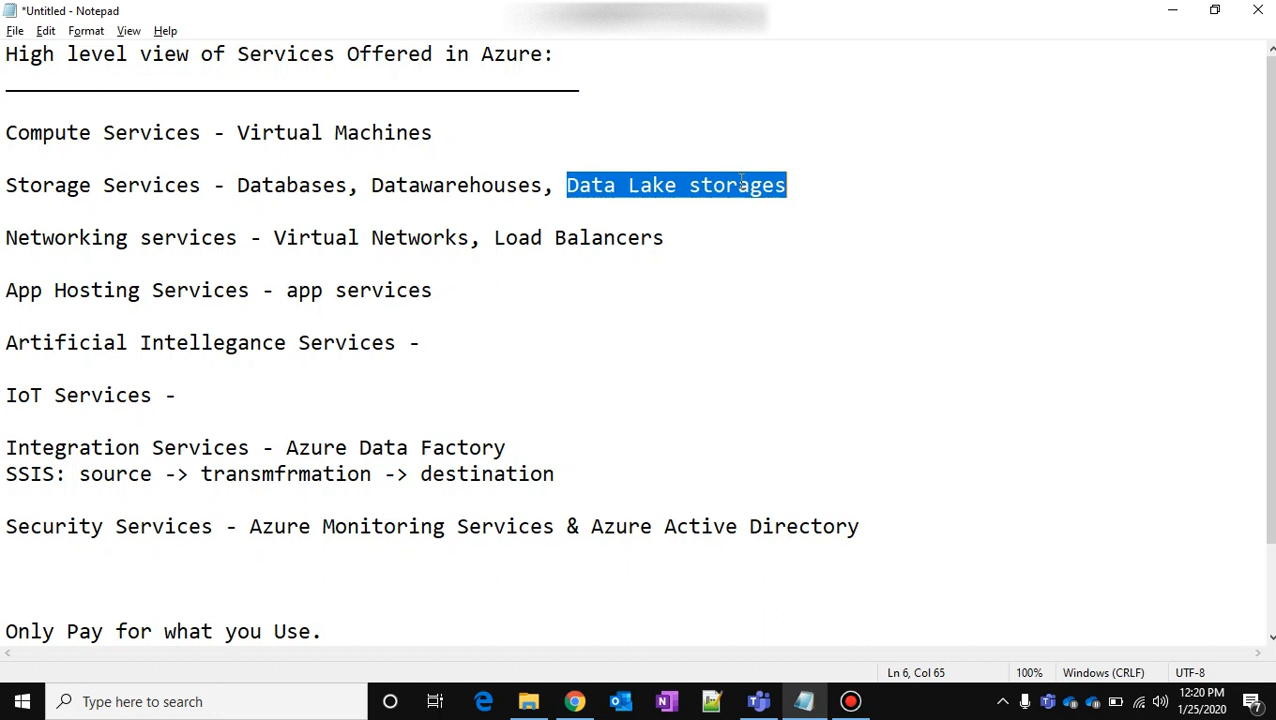 *Untitled - Notepad
File Edit Format View Help
High level view of Services Offered in Azure:
Compute Services - Virtual Machines
Storage Services - Databases, Datawarehouses, Data Lake storages
Networking services - Virtual Networks, Load Balancers
App Hosting Services - app services
Artificial Intellegance Services -
IoT Services -
Integration Services - Azure Data Factory
SSIS: source -> transmfrmation -> destination
Security Services - Azure Monitoring Services & Azure Active Directory
Only Pay for what you Use.
Ln 6, Col 65 100% Windows (CRLF) UTF-8
Type here to search
12:20 PM
1/25/2020
7